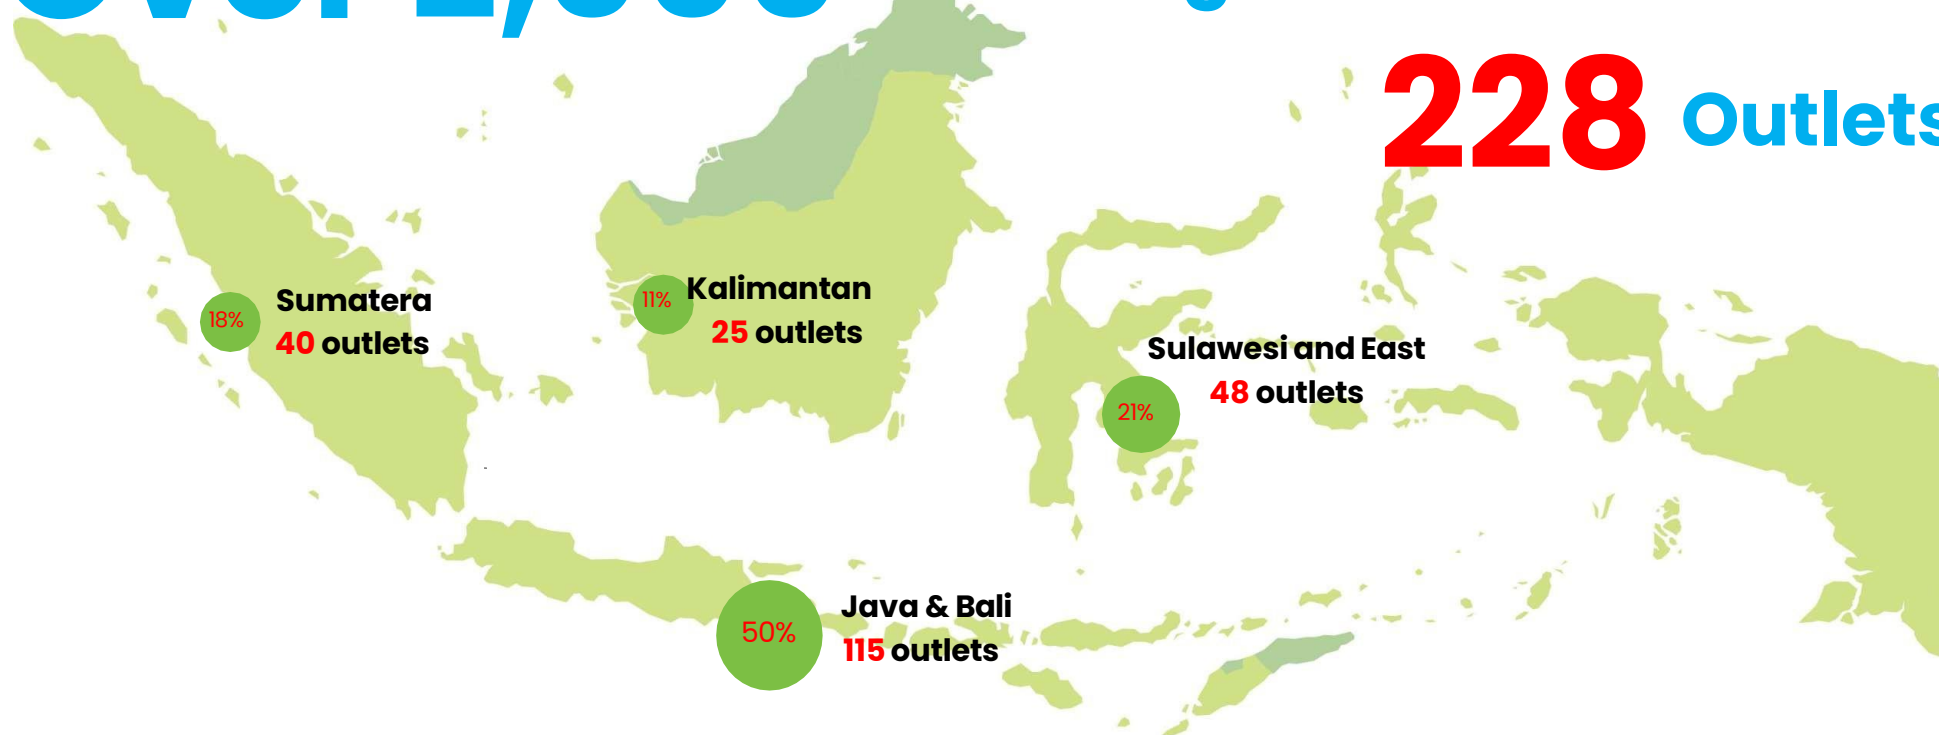 228 Outlets
Kalimantan
11%
25 outlets
Sumatera
18%
40 outlets
Sulawesi and East
48 outlets
21%
Java & Bali
50%
115 outlets